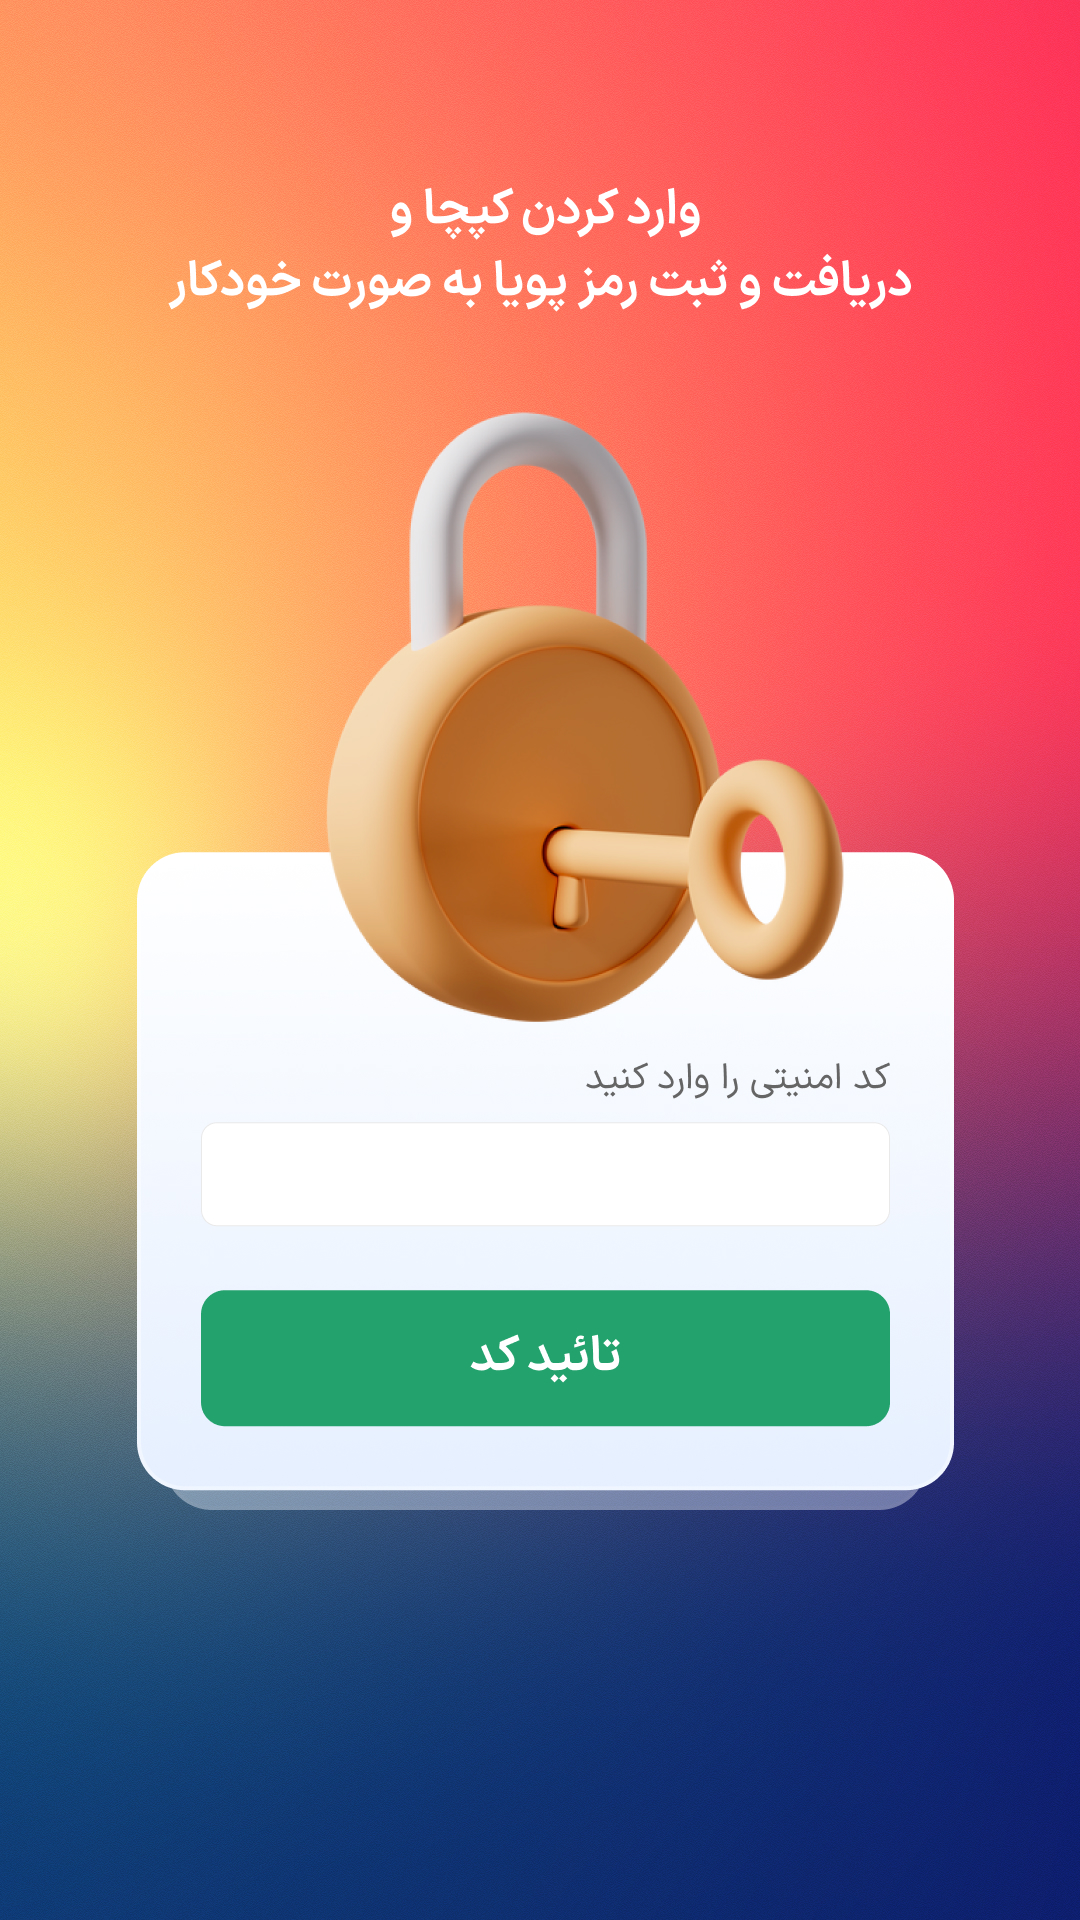 وارد کردن کپچا و
دریافت و ثبت رمز پویا به صورت خودکار
کد امنیتی را وارد کنید
تائید کد